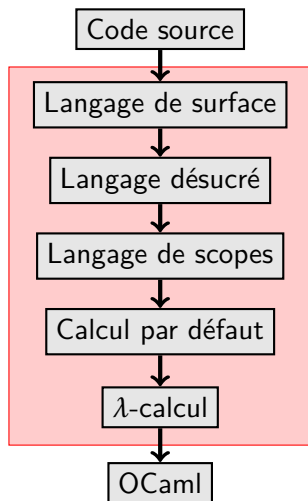 Code source
Langage de surface
Langage désucré
Langage de scopes
Calcul par défaut
λ-calcul
OCaml